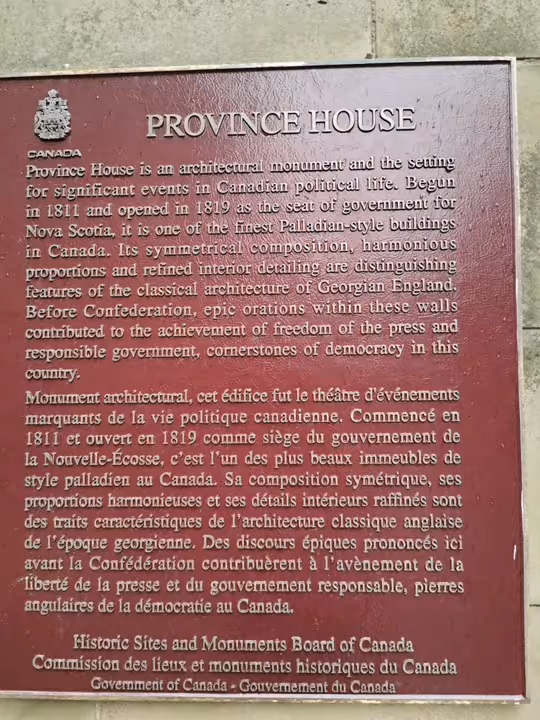 CANADA
PROVINCE HOUSE
Province House is an architectural monument and the setting
for significant events in Canadian political life. Begun
in 1811 and opened in 1819 as the seat of government for
Nova Scotia, it is one of the finest Palladian-style buildings
in Canada. Its symmetrical composition, harmonious
proportions and refined interior detailing are distinguishing
features of the classical architecture of Georgian England.
Before Confederation, epic orations within these walls
contributed to the achievement of freedom of the press and
responsible government, cornerstones of democracy in this
country.
Monument architectural, cet édifice fut le théâtre d'événements
marquants de la vie politique canadienne. Commencé en
1811 et ouvert en 1819 comme siège du gouvernement de
la Nouvelle-Écosse, c'est l'un des plus beaux immeubles de
style palladien au Canada. Sa composition symétrique, ses
proportions harmonieuses et ses détails intérieurs raffinés sont
des traits caractéristiques de l'architecture classique anglaise
de l'époque georgienne. Des discours épiques prononcés ici
avant la Confédération contribuèrent à l'avènement de la
liberté de la presse et du gouvernement responsable, pierres
angulaires de la démocratie au Canada.
Historic Sites and Monuments Board of Canada
Commission des lieux et monuments historiques du Canada
Government of Canada - Gouvernement du Canada